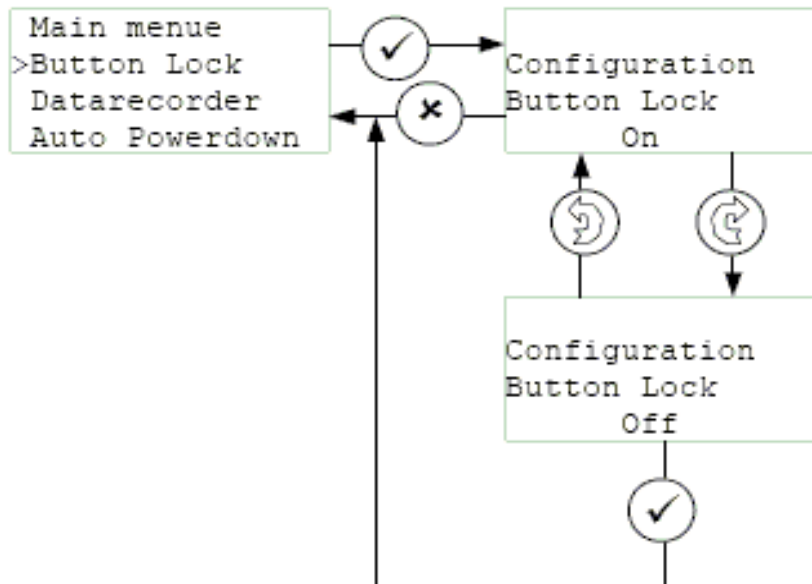 Main menue
>Button Lock
Datarecorder
Auto Powerdown
Configuration
Button Lock
On
Configuration
Button Lock
Off